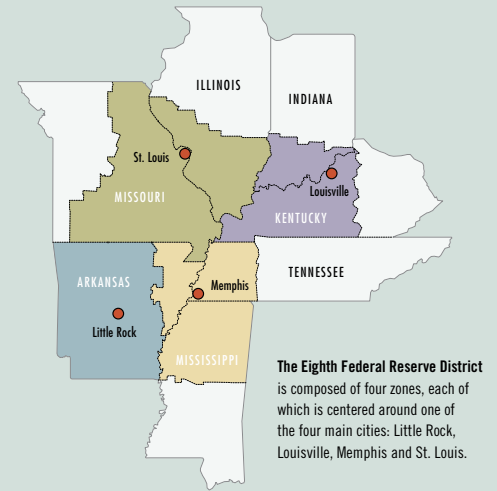 ILLINOIS
INDIANA
St. Louis
Louisville
MISSOURI
KENTUCKY
TENNESSEE
ARKANSAS
Memphis
Little Rock
MISSISSIPPI
The Eighth Federal Reserve District
is composed of four zones, each of
which is centered around one of
the four main cities: Little Rock,
Louisville, Memphis and St. Louis.